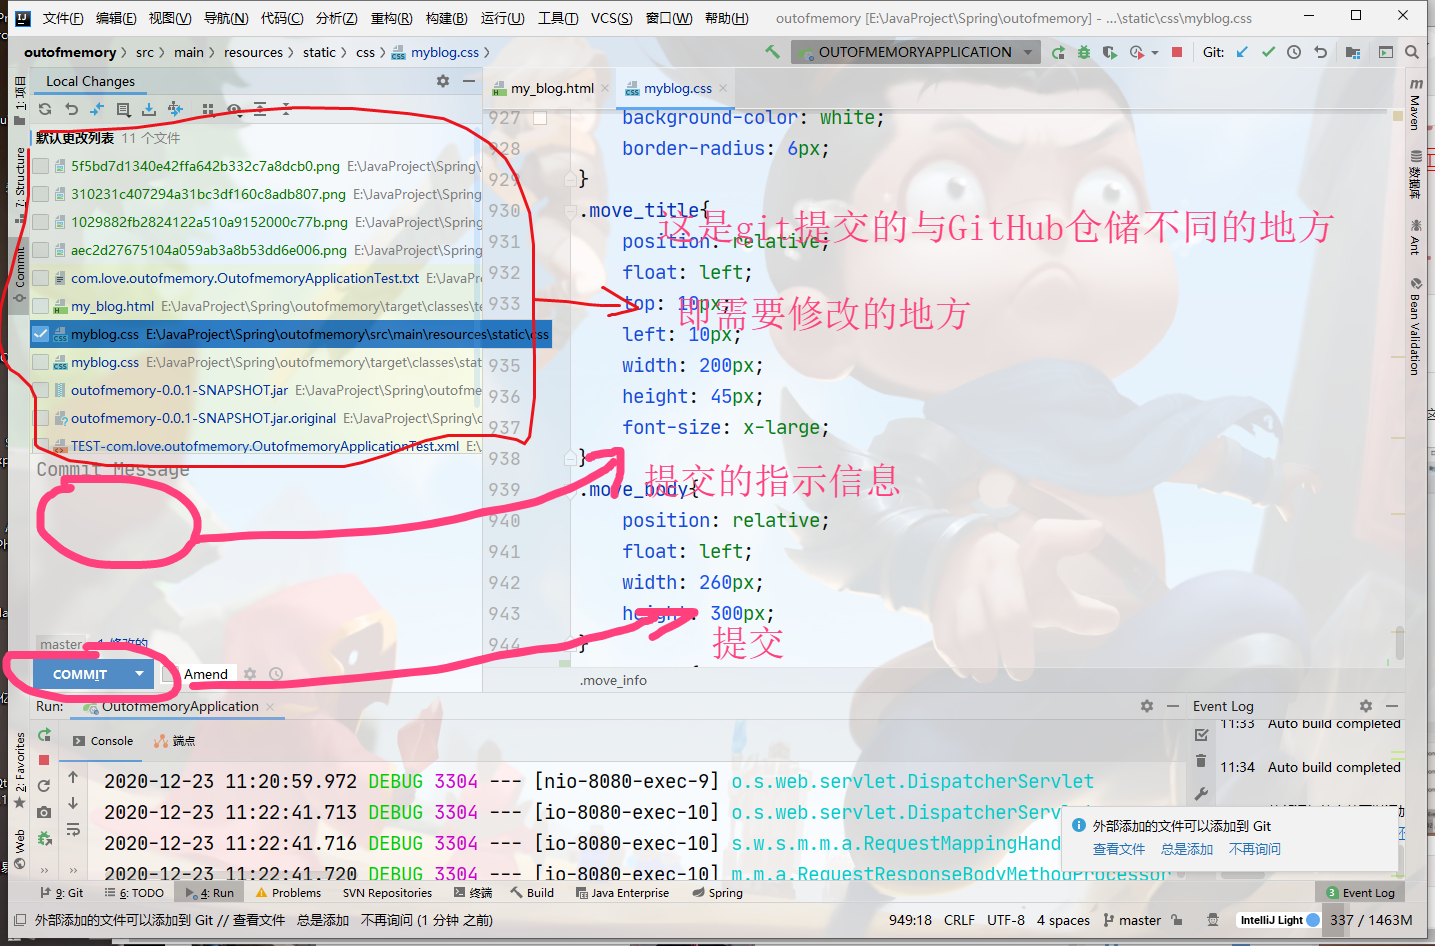 文件(F) 编辑(E) 视图(V) 导航(N) 代码(C) 分析(Z) 重构(R) 构建(B) 运行(U) 工具(T) VCS(S) 窗口(W) 帮助(H) outofmemory [E:\JavaProject\Spring\outofmemory] - ...\static\css\myblog.css
outofmemory src main resources static css myblog.css OUTOFMEMORYAPPLICATION Git:
Local Changes
my_blog.html myblog.css
默认更改列表 11 个文件
5f5bd7d1340e42ffa642b332c7a8dcb0.png E:\JavaProject\Spring\
310231c407294a31bc3df160c8adb807.png E:\JavaProject\Spring\
1029882fb2824122a510a9152000c77b.png E:\JavaProject\Spring\
aec2d27675104a059ab3a8b53dd6e006.png E:\JavaProject\Spring\
com.love.outofmemory.OutofmemoryApplicationTest.txt E:\Jav
my_blog.html E:\JavaProject\Spring\outofmemory\target\classes\te
myblog.css E:\JavaProject\Spring\outofmemory\src\main\resources\static\css
myblog.css E:\JavaProject\Spring\outofmemory\target\classes\stat
outofmemory-0.0.1-SNAPSHOT.jar E:\JavaProject\Spring\outofme
outofmemory-0.0.1-SNAPSHOT.jar.original E:\JavaProject\Spring\o
TEST-com.love.outofmemory.OutofmemoryApplicationTest.xml E:\
Commit Message
master 1 修改的
COMMIT Amend
927 background-color: white;
928 border-radius: 6px;
929 }
930 .move_title{
这是git提交的与GitHub仓储不同的地方
931 position: relative;
932 float: left;
933 top: 10px;
即需要修改的地方
left: 10px;
935 width: 200px;
936 height: 45px;
937 font-size: x-large;
938 }
提交的指示信息
939 .move_body{
940 position: relative;
941 float: left;
942 width: 260px;
943 height: 300px;
提交
944 }
.move_info
1: 项目
7: Structure
Commit
2: Favorites
Web
Maven
数据库
Ant
Bean Validation
Run: OutofmemoryApplication
Console 端点
2020-12-23 11:20:59.972 DEBUG 3304 --- [nio-8080-exec-9] o.s.web.servlet.DispatcherServlet
2020-12-23 11:22:41.713 DEBUG 3304 --- [io-8080-exec-10] o.s.web.servlet.DispatcherServlet
2020-12-23 11:22:41.716 DEBUG 3304 --- [io-8080-exec-10] s.w.s.m.m.a.RequestMappingHand
2020-12-23 11:22:41.720 DEBUG 3304 --- [io-8080-exec-10] m.m.a.RequestResponseBodyMethodProcessor
Event Log
11:33 Auto build completed
11:34 Auto build completed
外部添加的文件可以添加到 Git
查看文件 总是添加 不再询问
9: Git 6: TODO 4: Run Problems SVN Repositories 终端 Build Java Enterprise Spring 3 Event Log
外部添加的文件可以添加到 Git // 查看文件 总是添加 不再询问 (1 分钟 之前) 949:18 CRLF UTF-8 4 spaces master IntelliJ Light 337 / 1463M